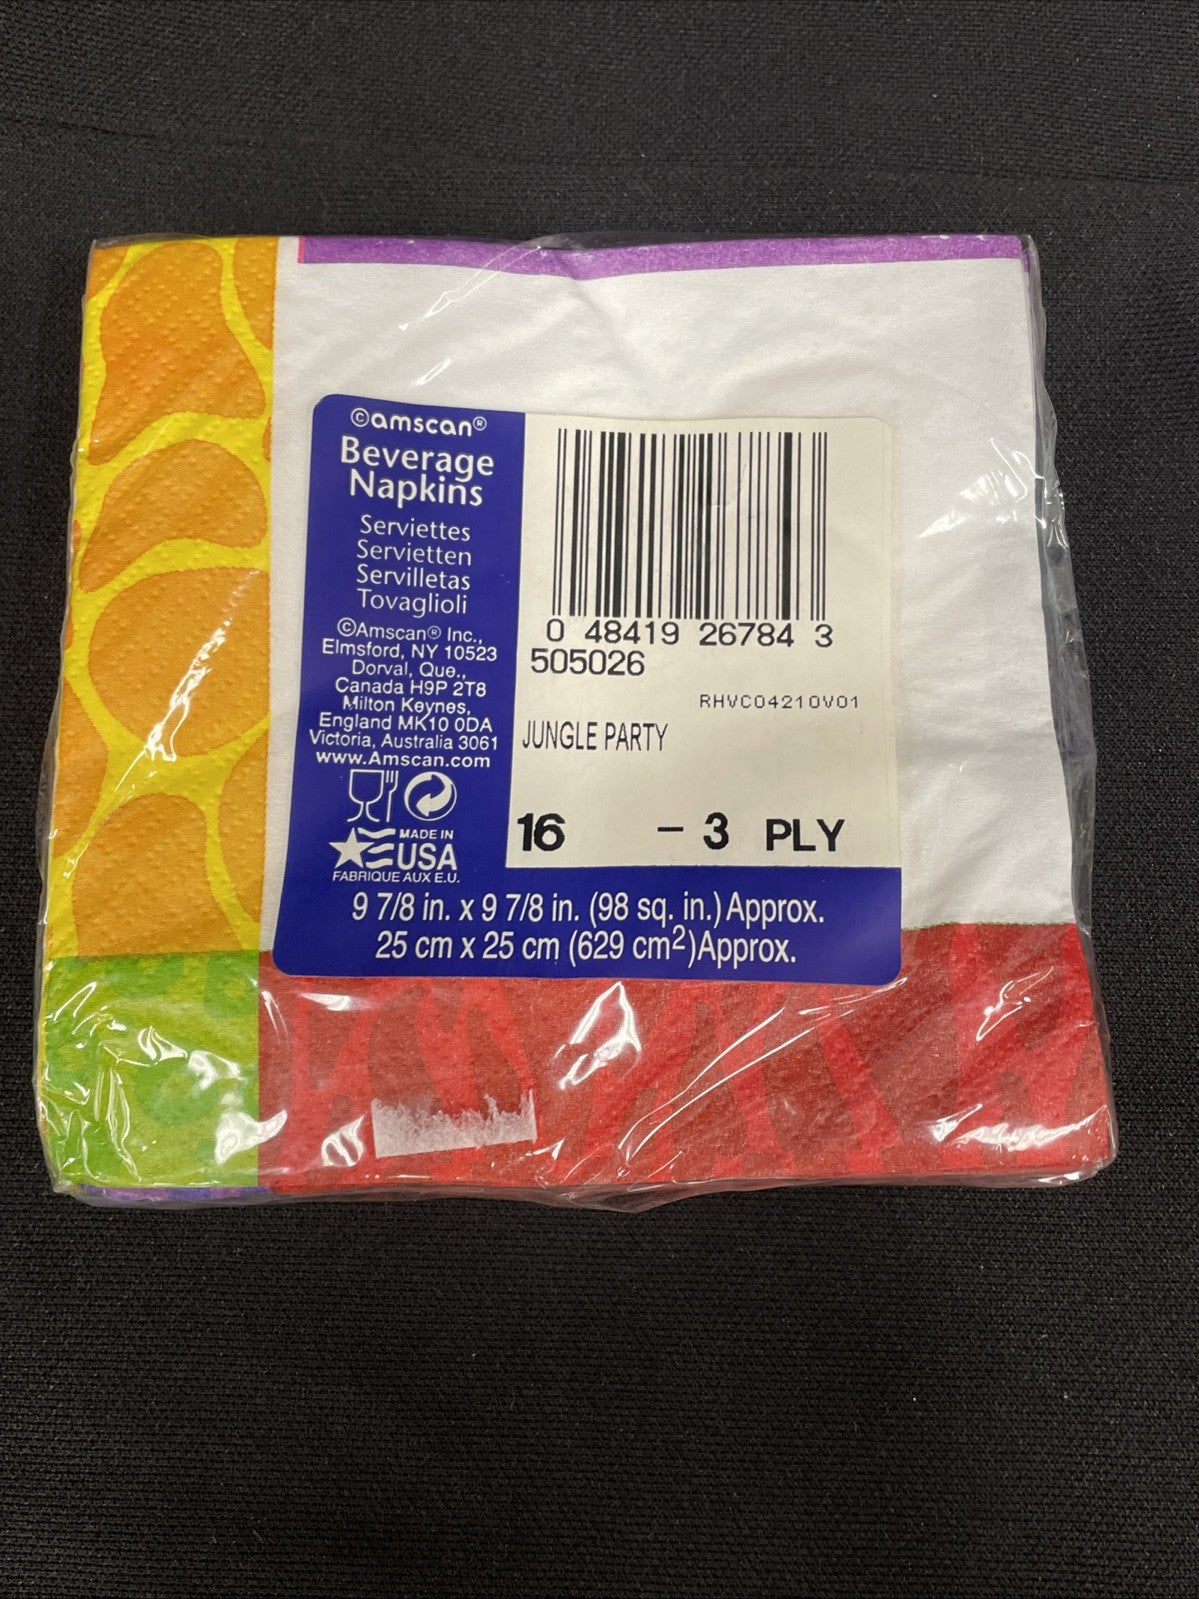 ©amscan®
Beverage
Napkins
Serviettes
Servietten
Servilletas
Tovaglioli
©Amscan® Inc.,
Elmsford, NY 10523
Dorval, Que.,
Canada H9P 2T8
Milton Keynes,
England MK10 0DA
Victoria, Australia 3061
www.Amscan.com
MADE IN
USA
FABRIQUE AUX E.U.
0 48419 26784 3
505026
RHVC04210V01
JUNGLE PARTY
16 - 3 PLY
9 7/8 in. x 9 7/8 in. (98 sq. in.) Approx.
25 cm x 25 cm (629 cm²)Approx.